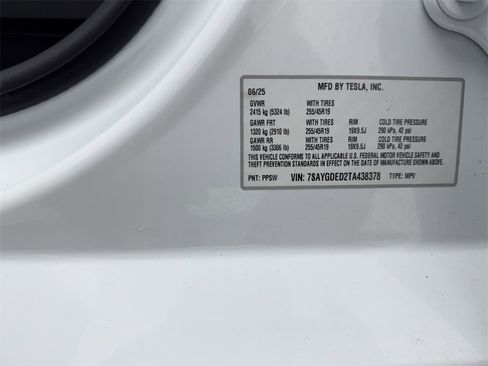 06/25 MFD BY TESLA, INC.
GVWR WITH TIRES
2415 kg (5324 lb) 255/45R19
GAWR FRT WITH TIRES RIM COLD TIRE PRESSURE
1320 kg (2910 lb) 255/45R19 19X9.5J 290 kPa, 42 psi
GAWR RR WITH TIRES RIM COLD TIRE PRESSURE
1500 kg (3306 lb) 255/45R19 19X9.5J 290 kPa, 42 psi
THIS VEHICLE CONFORMS TO ALL APPLICABLE U.S. FEDERAL MOTOR VEHICLE SAFETY AND
THEFT PREVENTION STANDARDS IN EFFECT ON THE DATE OF MANUFACTURE SHOWN ABOVE.
PNT: PPSW VIN: 7SAYGDED2TA438378 TYPE: MPV